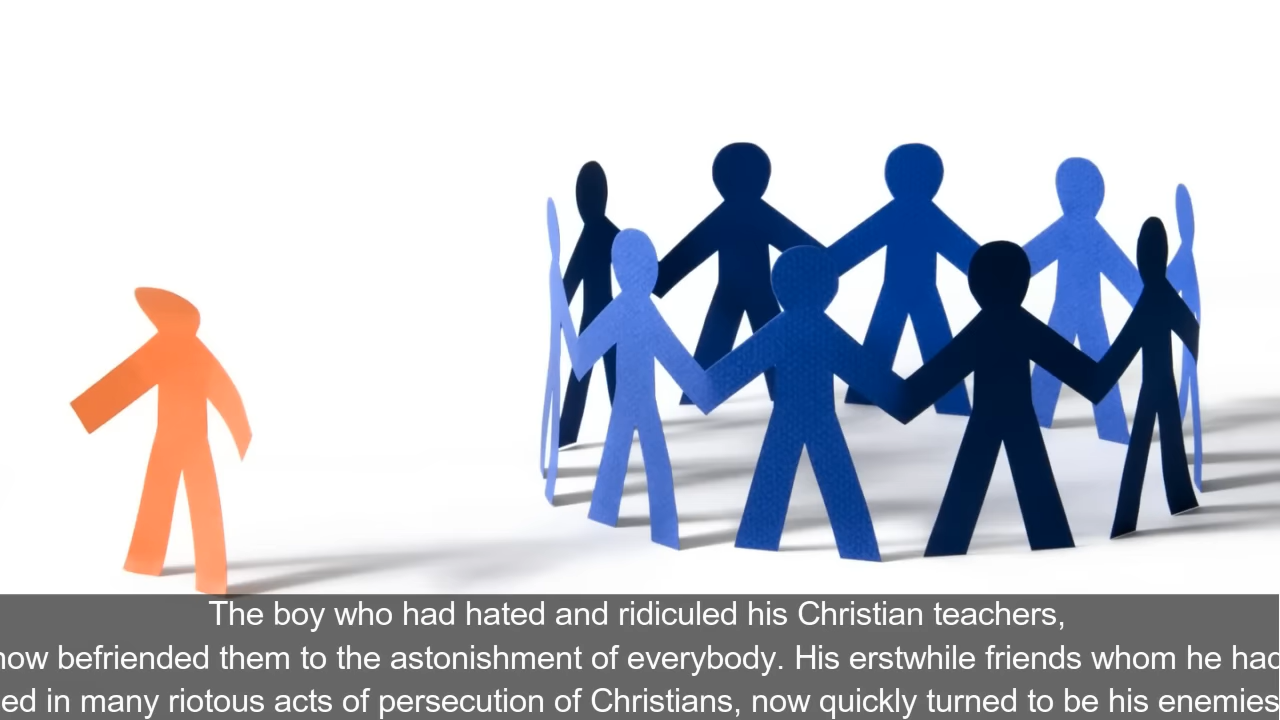 The boy who had hated and ridiculed his Christian teachers,
now befriended them to the astonishment of everybody. His erstwhile friends whom he had
ed in many riotous acts of persecution of Christians, now quickly turned to be his enemies